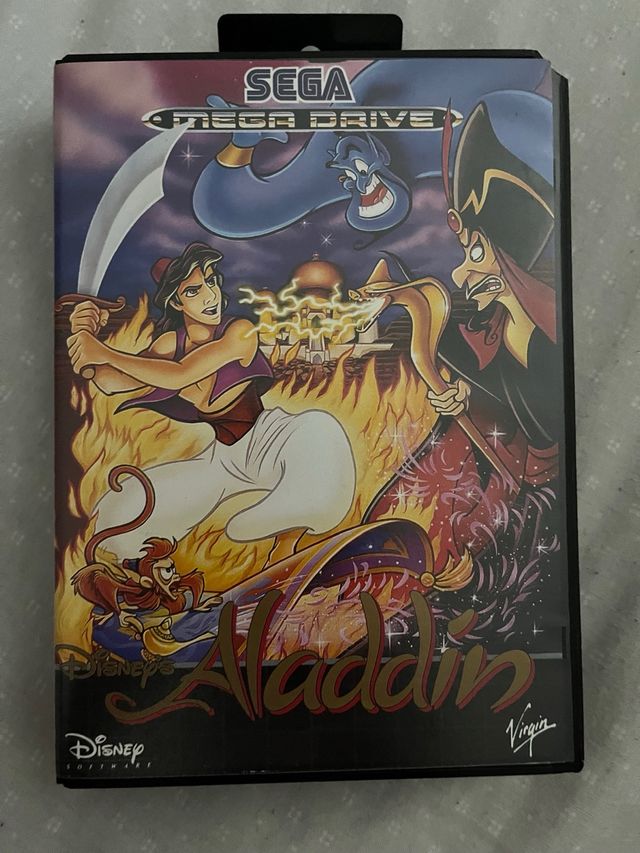 SEGA
MEGA DRIVE
DISNEY'S
Aladdin
Virgin
DISNEY
SOFTWARE